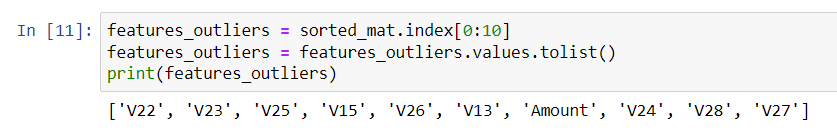 In [11]: features_outliers = sorted_mat.index[0:10]
features_outliers = features_outliers.values.tolist()
print(features_outliers)
['V22', 'V23', 'V25', 'V15', 'V26', 'V13', 'Amount', 'V24', 'V28', 'V27']